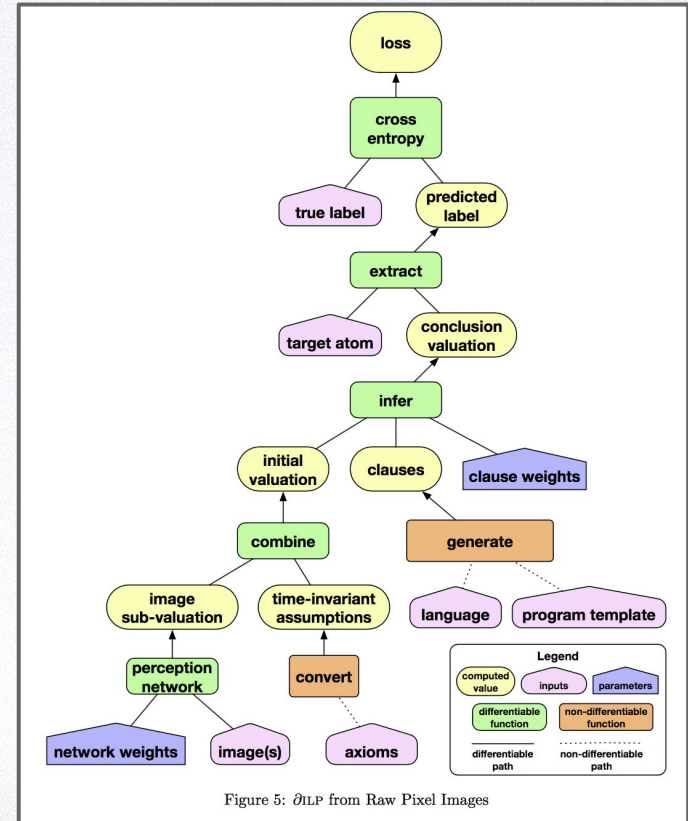 loss
cross
entropy
true label
predicted
label
extract
target atom
conclusion
valuation
infer
initial
valuation
clauses
clause weights
combine
generate
image
sub-valuation
time-invariant
assumptions
language
program template
perception
network
convert
network weights
image(s)
axioms
Legend
computed
value
inputs
parameters
differentiable
function
non-differentiable
function
differentiable
path
non-differentiable
path
Figure 5: ∂ILP from Raw Pixel Images